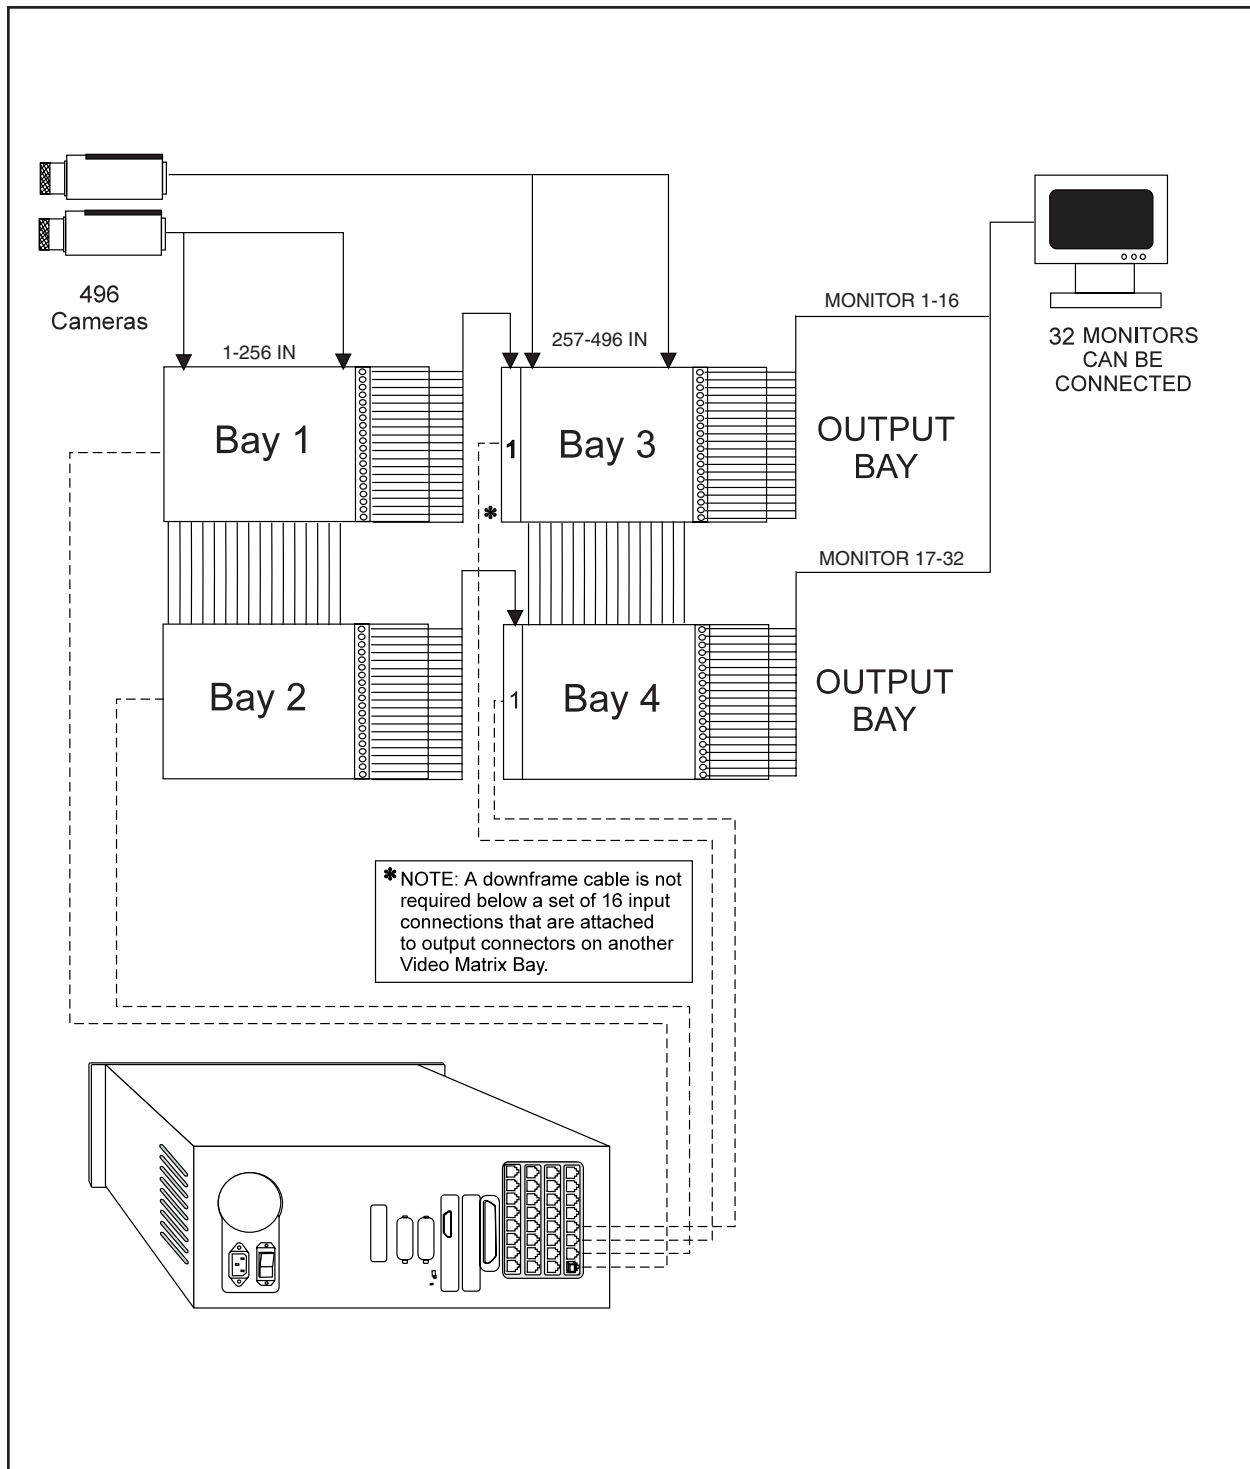 496
Cameras
1-256 IN
257-496 IN
MONITOR 1-16
32 MONITORS
CAN BE
CONNECTED
Bay 1
1
Bay 3
OUTPUT
BAY
*
MONITOR 17-32
Bay 2
1
Bay 4
OUTPUT
BAY
* NOTE: A downframe cable is not
required below a set of 16 input
connections that are attached
to output connectors on another
Video Matrix Bay.